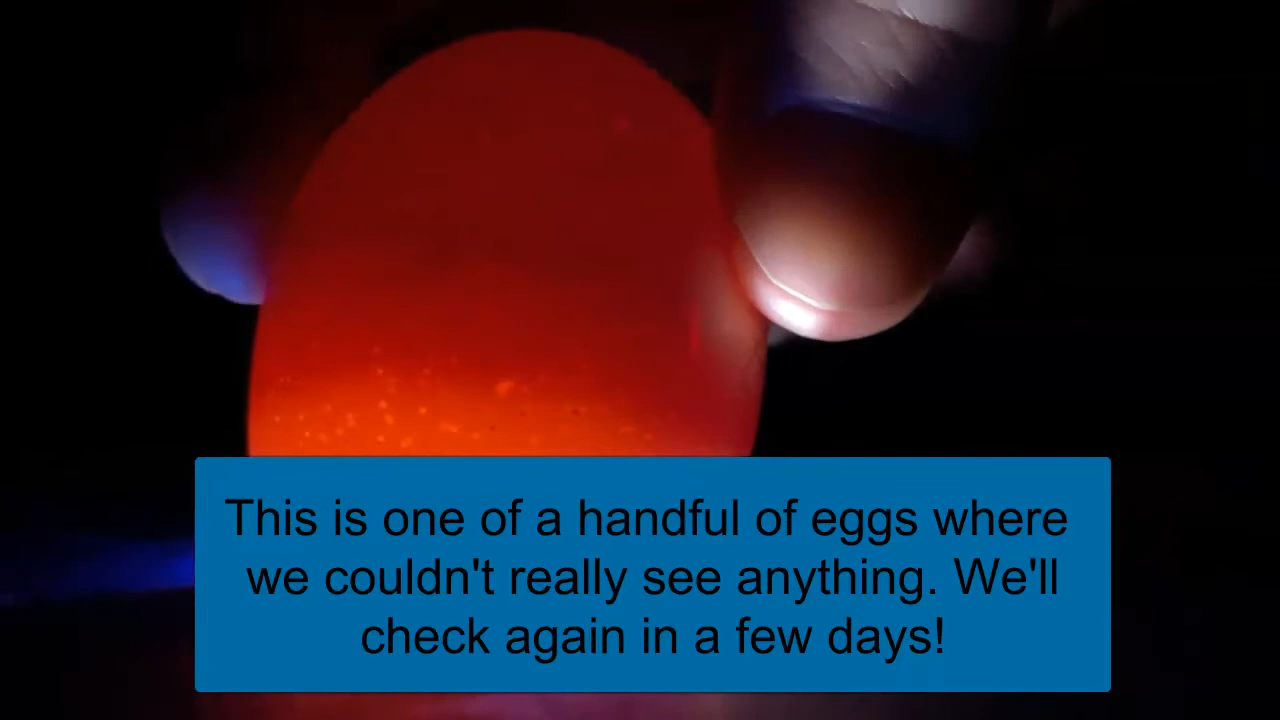 This is one of a handful of eggs where
we couldn't really see anything. We'll
check again in a few days!